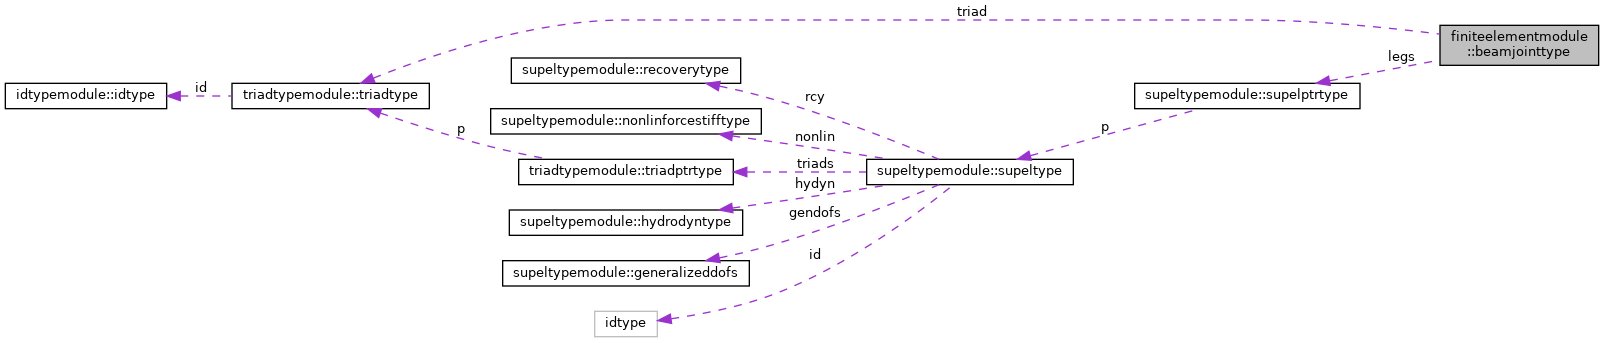 triad
finiteelementmodule
::beamjointtype
legs
supeltypemodule::recoverytype
id
rcy
idtypemodule::idtype
triadtypemodule::triadtype
supeltypemodule::supelptrtype
supeltypemodule::nonlinforcestifftype
p
p
nonlin
triads
triadtypemodule::triadptrtype
supeltypemodule::supeltype
hydyn
supeltypemodule::hydrodyntype
gendofs
id
supeltypemodule::generalizeddofs
idtype